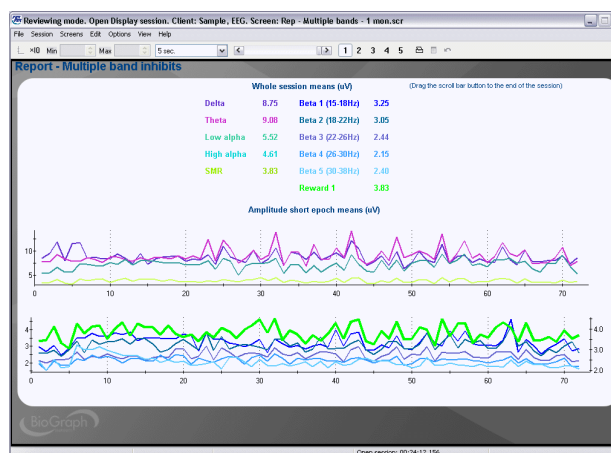 Reviewing mode. Open Display session. Client: Sample, EEG. Screen: Rep - Multiple bands - 1 mon.scr
File Session Screens Edit Options View Help
×10 Min Max 5 sec. 1 2 3 4 5
Report - Multiple band inhibits
Whole session means (uV) (Drag the scroll bar button to the end of the session)
Delta 8.75 Beta 1 (15-18Hz) 3.25
Theta 9.08 Beta 2 (18-22Hz) 3.05
Low alpha 5.52 Beta 3 (22-26Hz) 2.44
High alpha 4.61 Beta 4 (26-30Hz) 2.15
SMR 3.83 Beta 5 (30-38Hz) 2.40
Reward 1 3.83
Amplitude short epoch means (uV)
10
5
0 10 20 30 40 50 60 70
4 4.0
3 3.0
2 2.0
0 10 20 30 40 50 60 70
BioGraph
Open session: 00:24:12.156